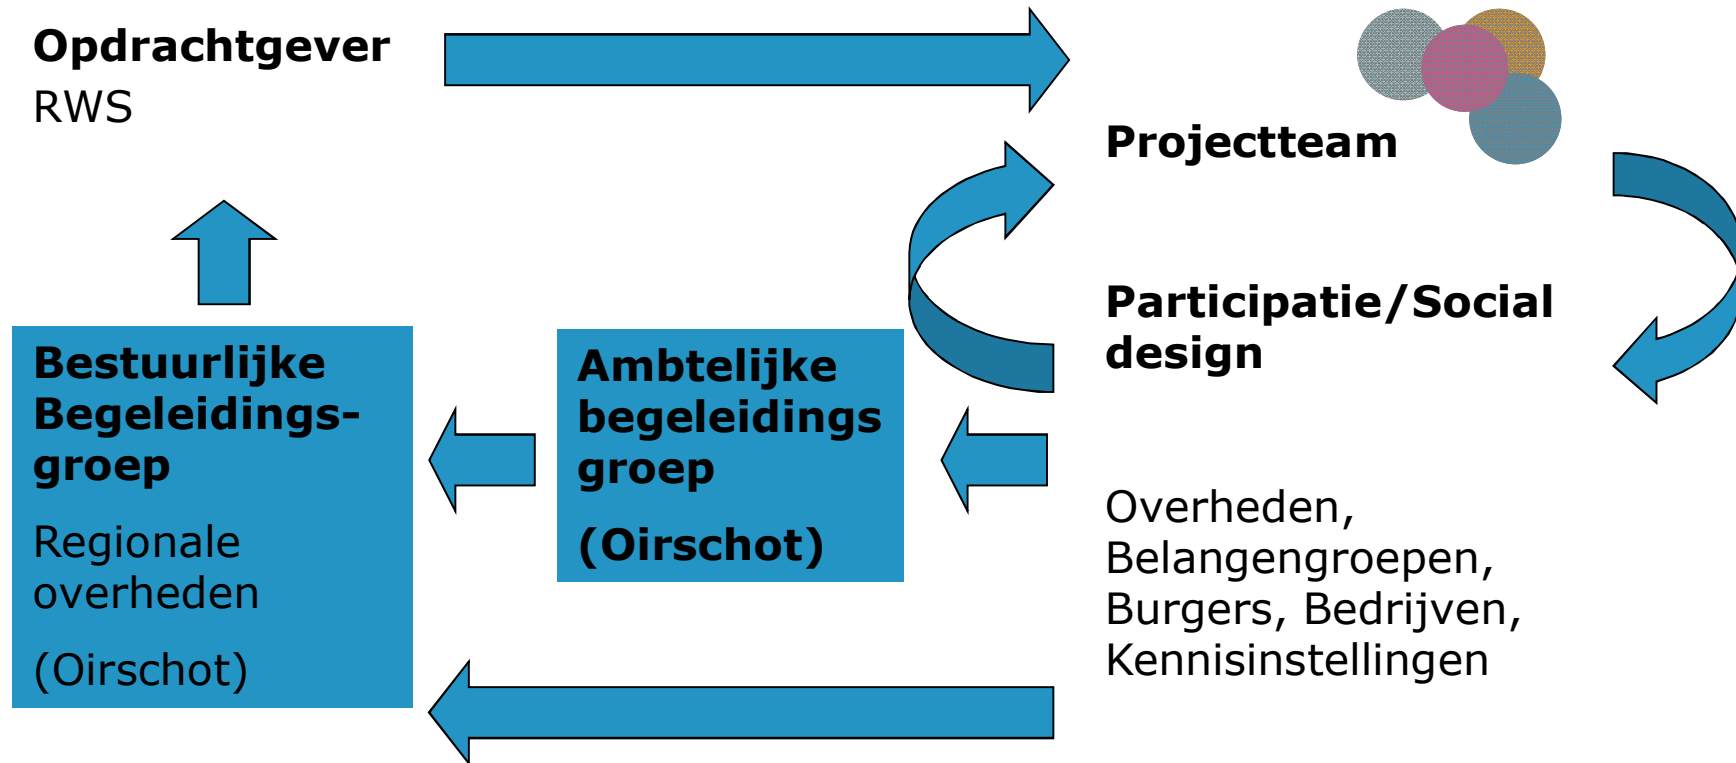 Opdrachtgever
RWS
Projectteam
Participatie/Social
design
Bestuurlijke
Begeleidings-
groep
Regionale
overheden
(Oirschot)
Ambtelijke
begeleidings
groep
(Oirschot)
Overheden,
Belangengroepen,
Burgers, Bedrijven,
Kennisinstellingen